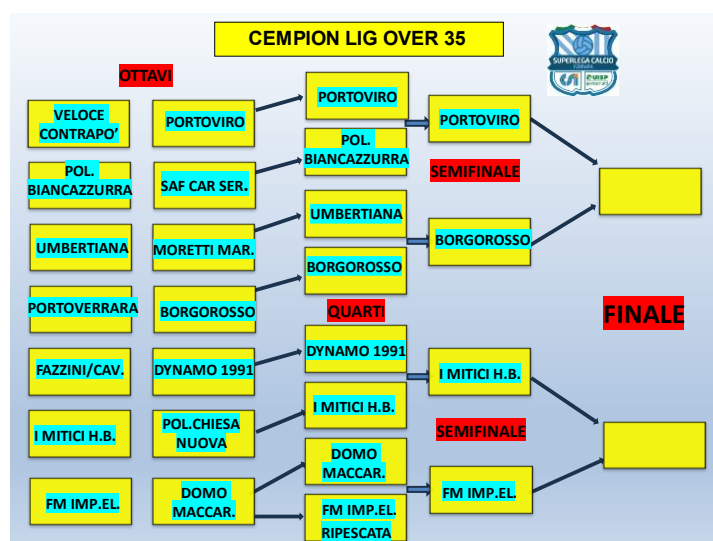 CEMPION LIG OVER 35
SUPERLEGA CALCIO
FERRARA
CSI
UISP
OTTAVI
VELOCE
CONTRAPO'
PORTOVIRO
PORTOVIRO
PORTOVIRO
POL.
BIANCAZZURRA
SAF CAR SER.
POL.
BIANCAZZURRA
SEMIFINALE
UMBERTIANA
MORETTI MAR.
UMBERTIANA
BORGOROSSO
PORTOVERRARA
BORGOROSSO
BORGOROSSO
QUARTI
FINALE
FAZZINI/CAV.
DYNAMO 1991
DYNAMO 1991
I MITICI H.B.
I MITICI H.B.
POL.CHIESA
NUOVA
I MITICI H.B.
SEMIFINALE
FM IMP.EL.
DOMO
MACCAR.
DOMO
MACCAR.
FM IMP.EL.
FM IMP.EL.
RIPESCATA